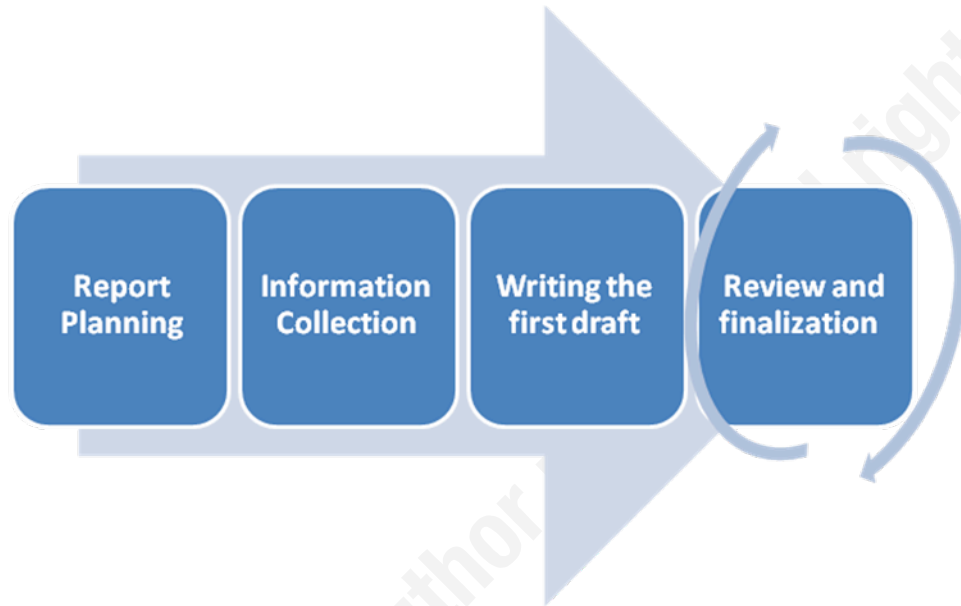 Report
Planning
Information
Collection
Writing the
first draft
Review and
finalization